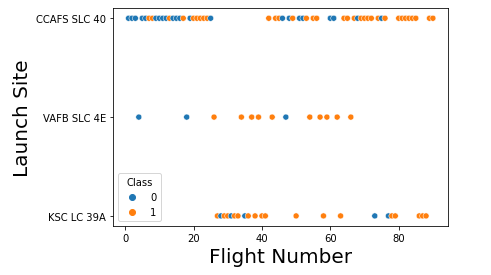 CCAFS SLC 40
VAFB SLC 4E
KSC LC 39A
Launch Site
Class
0
1
0 20 40 60 80
Flight Number